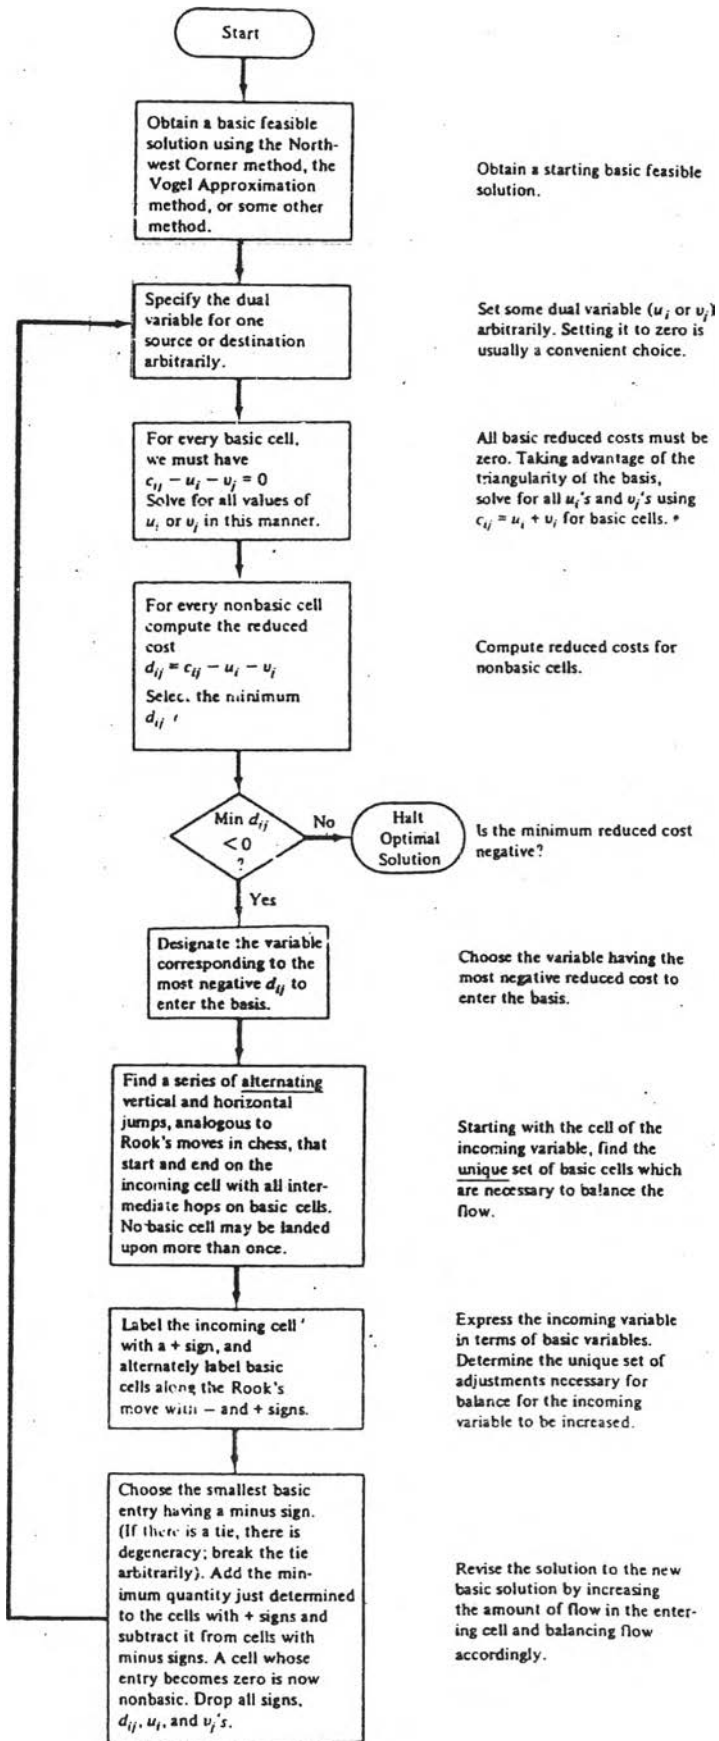 Start
Obtain a basic feasible
solution using the North-
west Corner method, the
Vogel Approximation
method, or some other
method.
Obtain a starting basic feasible
solution.
Specify the dual
variable for one
source or destination
arbitrarily.
Set some dual variable (u_i or v_j)
arbitrarily. Setting it to zero is
usually a convenient choice.
For every basic cell,
we must have
c_ij − u_i − v_j = 0
Solve for all values of
u_i or v_j in this manner.
All basic reduced costs must be
zero. Taking advantage of the
triangularity of the basis,
solve for all u_i's and v_j's using
c_ij = u_i + v_i for basic cells.
For every nonbasic cell
compute the reduced
cost
d_ij = c_ij − u_i − v_j
Select the minimum
d_ij
Compute reduced costs for
nonbasic cells.
Min d_ij
< 0
?
No
Halt
Optimal
Solution
Is the minimum reduced cost
negative?
Yes
Designate the variable
corresponding to the
most negative d_ij to
enter the basis.
Choose the variable having the
most negative reduced cost to
enter the basis.
Find a series of alternating
vertical and horizontal
jumps, analogous to
Rook's moves in chess, that
start and end on the
incoming cell with all inter-
mediate hops on basic cells.
No basic cell may be landed
upon more than once.
Starting with the cell of the
incoming variable, find the
unique set of basic cells which
are necessary to balance the
flow.
Label the incoming cell
with a + sign, and
alternately label basic
cells along the Rook's
move with − and + signs.
Express the incoming variable
in terms of basic variables.
Determine the unique set of
adjustments necessary for
balance for the incoming
variable to be increased.
Choose the smallest basic
entry having a minus sign.
(If there is a tie, there is
degeneracy; break the tie
arbitrarily). Add the min-
imum quantity just determined
to the cells with + signs and
subtract it from cells with
minus signs. A cell whose
entry becomes zero is now
nonbasic. Drop all signs,
d_ij, u_i, and v_j's.
Revise the solution to the new
basic solution by increasing
the amount of flow in the enter-
ing cell and balancing flow
accordingly.